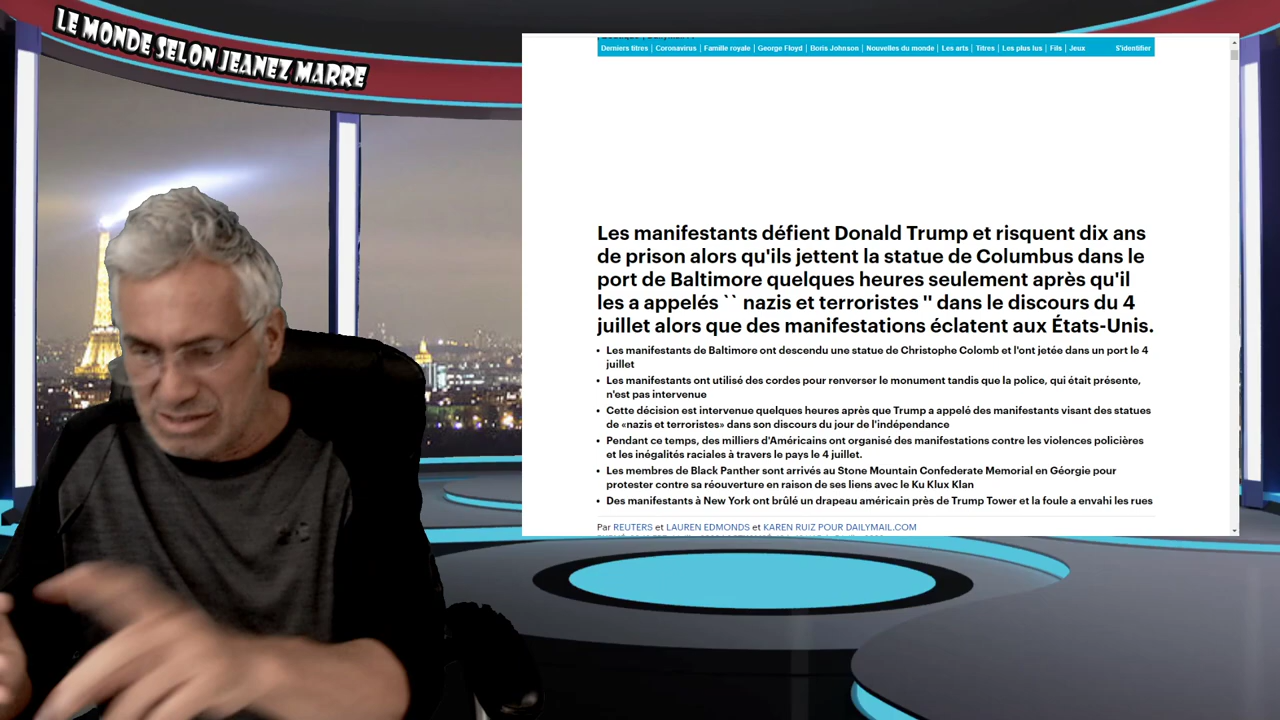 LE MONDE SELON JEANEZ MARRE
Derniers titres | Coronavirus | Famille royale | George Floyd | Boris Johnson | Nouvelles du monde | Les arts | Titres | Les plus lus | Fils | Jeux S'identifier
Les manifestants défient Donald Trump et risquent dix ans
de prison alors qu'ils jettent la statue de Columbus dans le
port de Baltimore quelques heures seulement après qu'il
les a appelés `` nazis et terroristes '' dans le discours du 4
juillet alors que des manifestations éclatent aux États-Unis.
• Les manifestants de Baltimore ont descendu une statue de Christophe Colomb et l'ont jetée dans un port le 4
juillet
• Les manifestants ont utilisé des cordes pour renverser le monument tandis que la police, qui était présente,
n'est pas intervenue
• Cette décision est intervenue quelques heures après que Trump a appelé des manifestants visant des statues
de «nazis et terroristes» dans son discours du jour de l'indépendance
• Pendant ce temps, des milliers d'Américains ont organisé des manifestations contre les violences policières
et les inégalités raciales à travers le pays le 4 juillet.
• Les membres de Black Panther sont arrivés au Stone Mountain Confederate Memorial en Géorgie pour
protester contre sa réouverture en raison de ses liens avec le Ku Klux Klan
• Des manifestants à New York ont brûlé un drapeau américain près de Trump Tower et la foule a envahi les rues
Par REUTERS et LAUREN EDMONDS et KAREN RUIZ POUR DAILYMAIL.COM